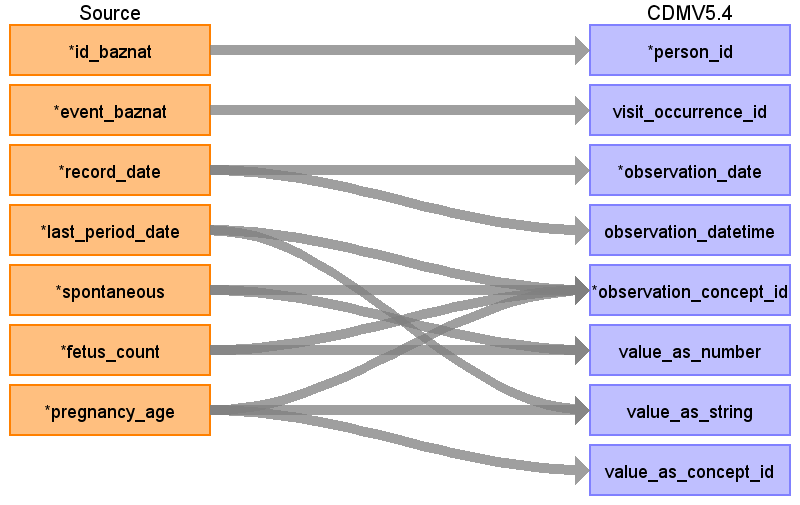 Source
CDMV5.4
*id_baznat
*person_id
*event_baznat
visit_occurrence_id
*record_date
*observation_date
*last_period_date
observation_datetime
*spontaneous
*observation_concept_id
*fetus_count
value_as_number
*pregnancy_age
value_as_string
value_as_concept_id